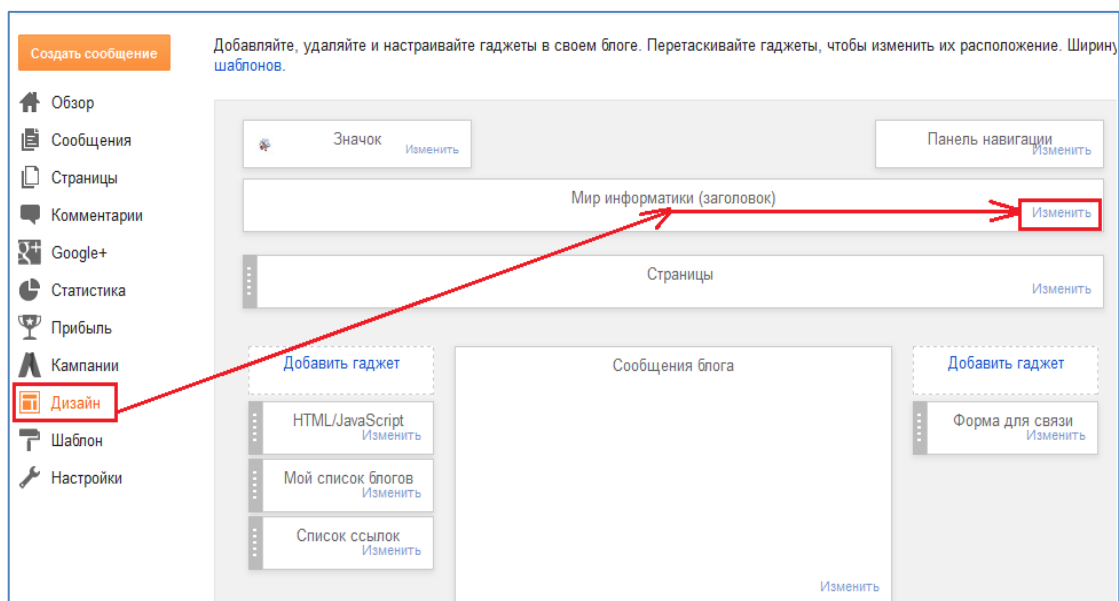 Создать сообщение
Добавляйте, удаляйте и настраивайте гаджеты в своем блоге. Перетаскивайте гаджеты, чтобы изменить их расположение. Ширину
шаблонов.
Обзор
Сообщения
Страницы
Комментарии
Google+
Статистика
Прибыль
Кампании
Дизайн
Шаблон
Настройки
Значок
Изменить
Панель навигации
Изменить
Мир информатики (заголовок)
Изменить
Страницы
Изменить
Добавить гаджет
HTML/JavaScript
Изменить
Мой список блогов
Изменить
Список ссылок
Изменить
Сообщения блога
Изменить
Добавить гаджет
Форма для связи
Изменить